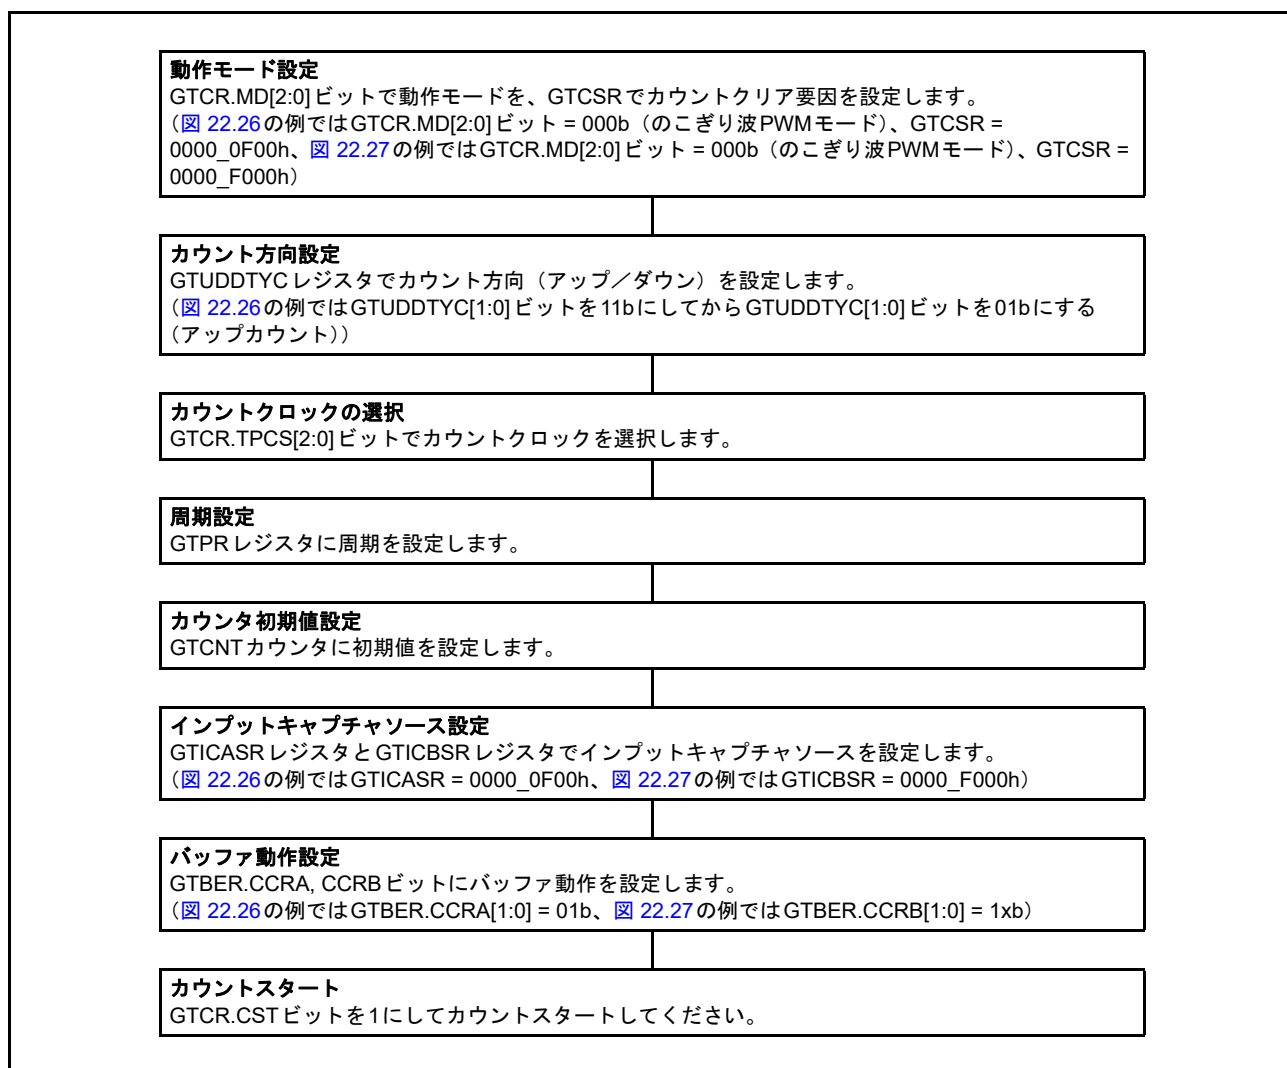 動作モード設定
GTCR.MD[2:0]ビットで動作モードを、GTCSRでカウントクリア要因を設定します。
（図 22.26の例ではGTCR.MD[2:0]ビット = 000b（のこぎり波PWMモード）、GTCSR =
0000_0F00h、図 22.27の例ではGTCR.MD[2:0]ビット = 000b（のこぎり波PWMモード）、GTCSR =
0000_F000h）
カウント方向設定
GTUDDTYCレジスタでカウント方向（アップ／ダウン）を設定します。
（図 22.26の例ではGTUDDTYC[1:0]ビットを11bにしてからGTUDDTYC[1:0]ビットを01bにする
（アップカウント））
カウントクロックの選択
GTCR.TPCS[2:0]ビットでカウントクロックを選択します。
周期設定
GTPRレジスタに周期を設定します。
カウンタ初期値設定
GTCNTカウンタに初期値を設定します。
インプットキャプチャソース設定
GTICASRレジスタとGTICBSRレジスタでインプットキャプチャソースを設定します。
（図 22.26の例ではGTICASR = 0000_0F00h、図 22.27の例ではGTICBSR = 0000_F000h）
バッファ動作設定
GTBER.CCRA, CCRBビットにバッファ動作を設定します。
（図 22.26の例ではGTBER.CCRA[1:0] = 01b、図 22.27の例ではGTBER.CCRB[1:0] = 1xb）
カウントスタート
GTCR.CSTビットを1にしてカウントスタートしてください。